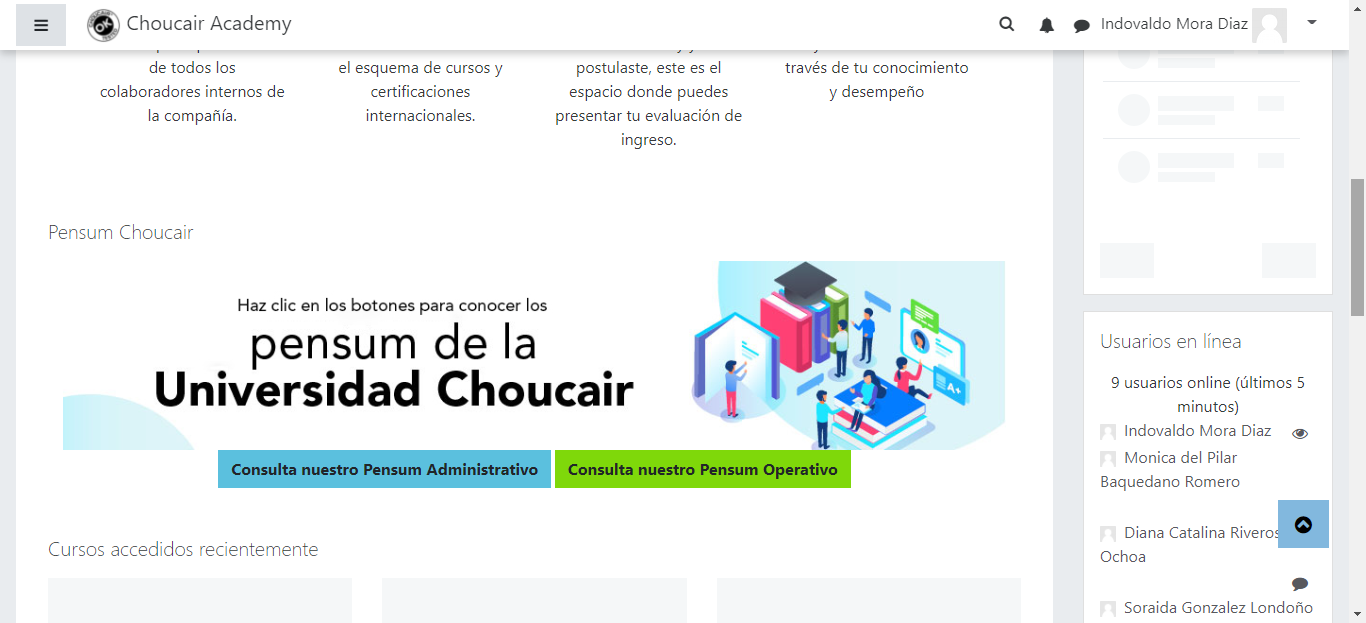 Choucair Academy
Indovaldo Mora Diaz
de todos los
colaboradores internos de
la compañía.
el esquema de cursos y
certificaciones
internacionales.
postulaste, este es el
espacio donde puedes
presentar tu evaluación de
ingreso.
través de tu conocimiento
y desempeño
Pensum Choucair
Haz clic en los botones para conocer los
pensum de la
Universidad Choucair
A+
Consulta nuestro Pensum Administrativo
Consulta nuestro Pensum Operativo
Cursos accedidos recientemente
Usuarios en línea
9 usuarios online (últimos 5
minutos)
Indovaldo Mora Diaz
Monica del Pilar
Baquedano Romero
Diana Catalina Riveros
Ochoa
Soraida Gonzalez Londoño